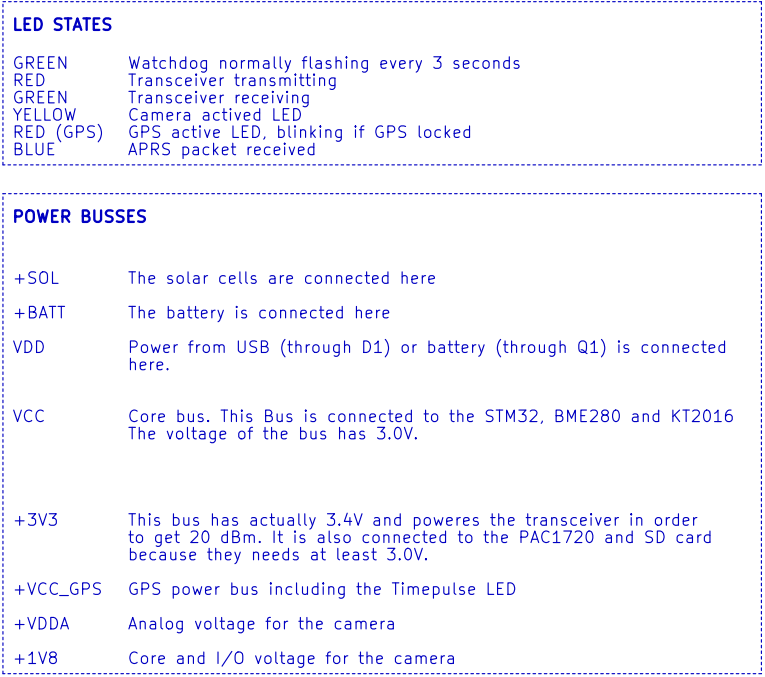 LED STATES
GREEN Watchdog normally flashing every 3 seconds
RED Transceiver transmitting
GREEN Transceiver receiving
YELLOW Camera actived LED
RED (GPS) GPS active LED, blinking if GPS locked
BLUE APRS packet received
POWER BUSSES
+SOL The solar cells are connected here
+BATT The battery is connected here
VDD Power from USB (through D1) or battery (through Q1) is connected
here.
VCC Core bus. This Bus is connected to the STM32, BME280 and KT2016
The voltage of the bus has 3.0V.
+3V3 This bus has actually 3.4V and poweres the transceiver in order
to get 20 dBm. It is also connected to the PAC1720 and SD card
because they needs at least 3.0V.
+VCC_GPS GPS power bus including the Timepulse LED
+VDDA Analog voltage for the camera
+1V8 Core and I/O voltage for the camera